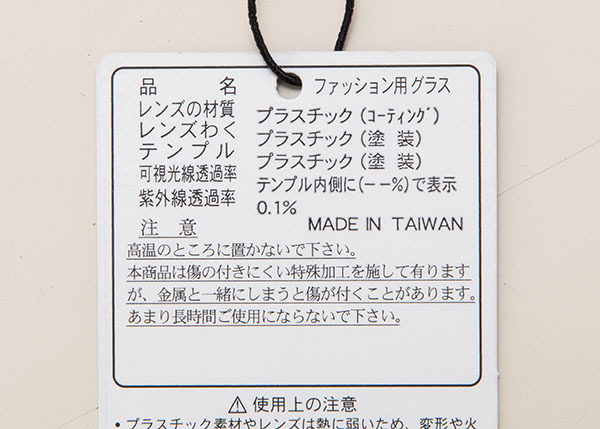 品 名 ファッション用グラス
レンズの材質 プラスチック(コーティング)
レンズわく プラスチック(塗 装)
テンプル プラスチック(塗 装)
可視光線透過率 テンプル内側に(ーー%)で表示
紫外線透過率 0.1%
注 意 MADE IN TAIWAN
高温のところに置かないで下さい。
本商品は傷の付きにくい特殊加工を施して有ります
が、金属と一緒にしまうと傷が付くことがあります。
あまり長時間ご使用にならないで下さい。
⚠使用上の注意
・プラスチック素材やレンズは熱に弱いため、変形や火